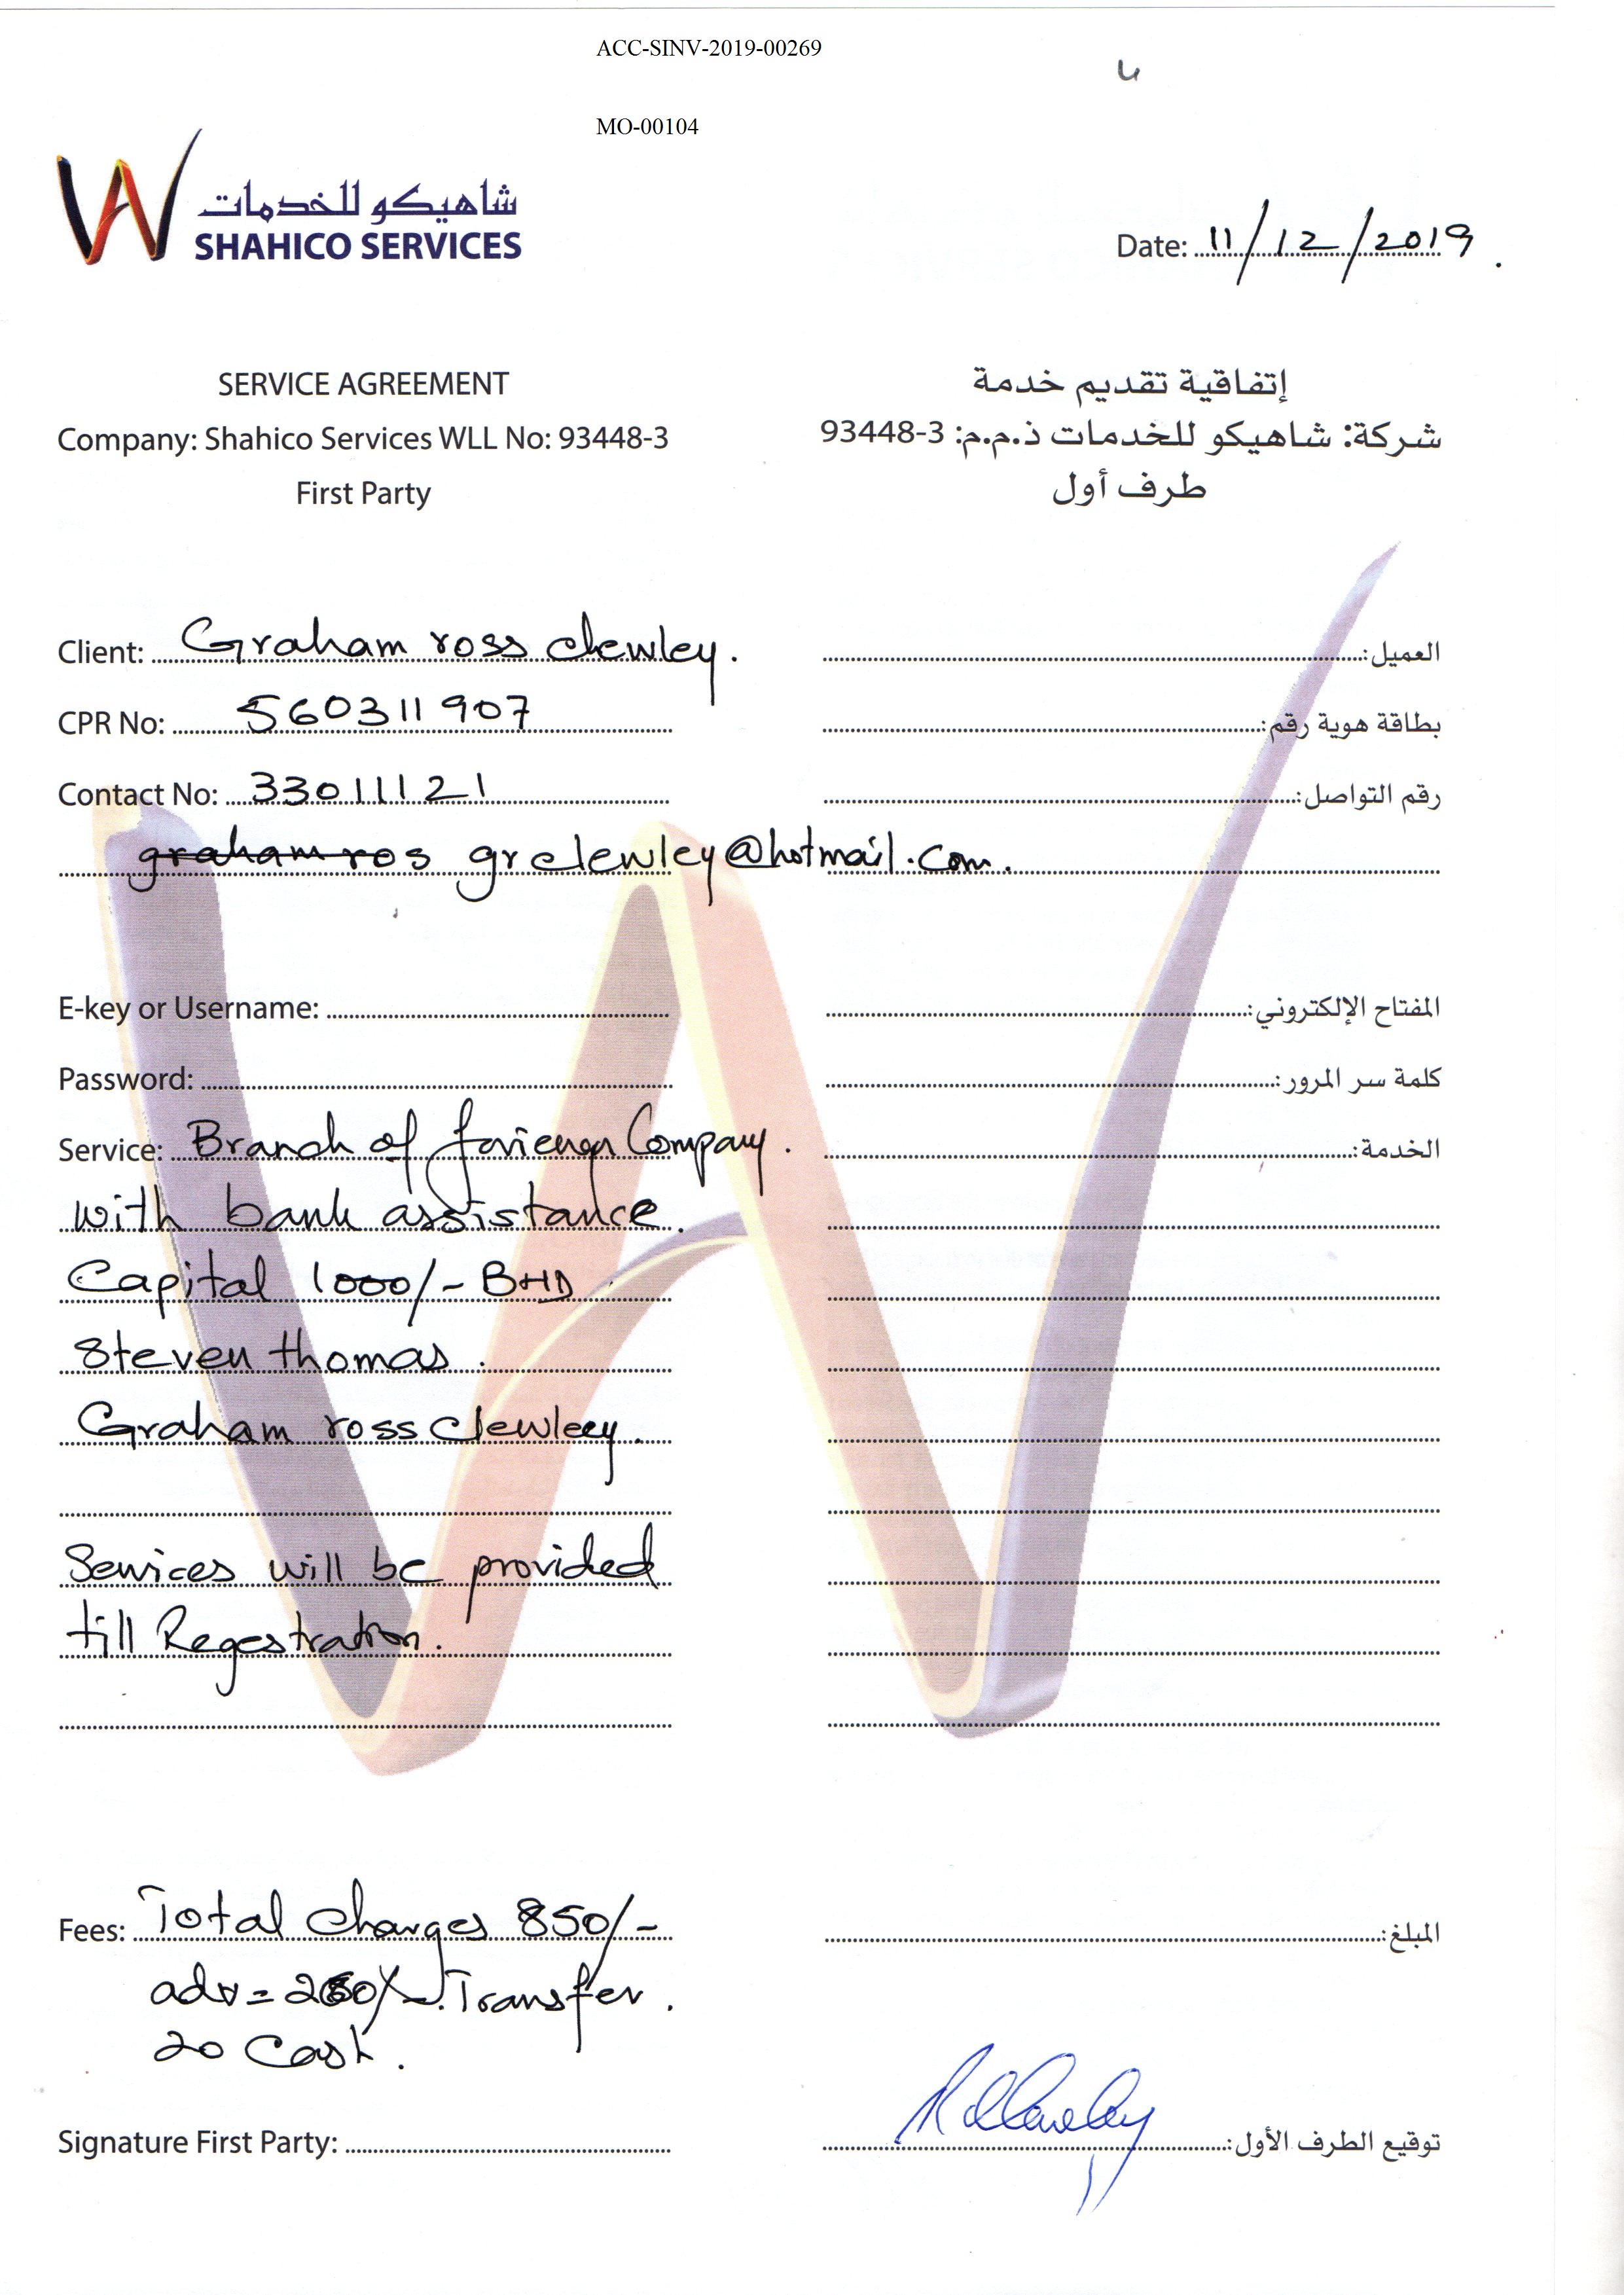 ACC-SINV-2019-00269
MO-00104
شاهيكو للخدمات
SHAHICO SERVICES
Date: 11/12/2019.
SERVICE AGREEMENT
Company: Shahico Services WLL No: 93448-3
First Party
إتفاقية تقديم خدمة
شركة: شاهيكو للخدمات ذ.م.م: 3-93448
طرف أول
Client: Graham ross clewley.
العميل:
CPR No: 560311907
بطاقة هوية رقم:
Contact No: 33011121
رقم التواصل:
graham ros grclewley@hotmail.com.
E-key or Username:
المفتاح الإلكتروني:
Password:
كلمة سر المرور:
Service: Branch of Company.
الخدمة:
with bank assistance.
Capital 1000/- BHD
Steven thomas.
Graham ross clewleey.
Services will be provided
till Regestration.
Fees: Total Charges 850/-
المبلغ:
adv= Transfer.
20 Cash.
Signature First Party:
توقيع الطرف الأول: